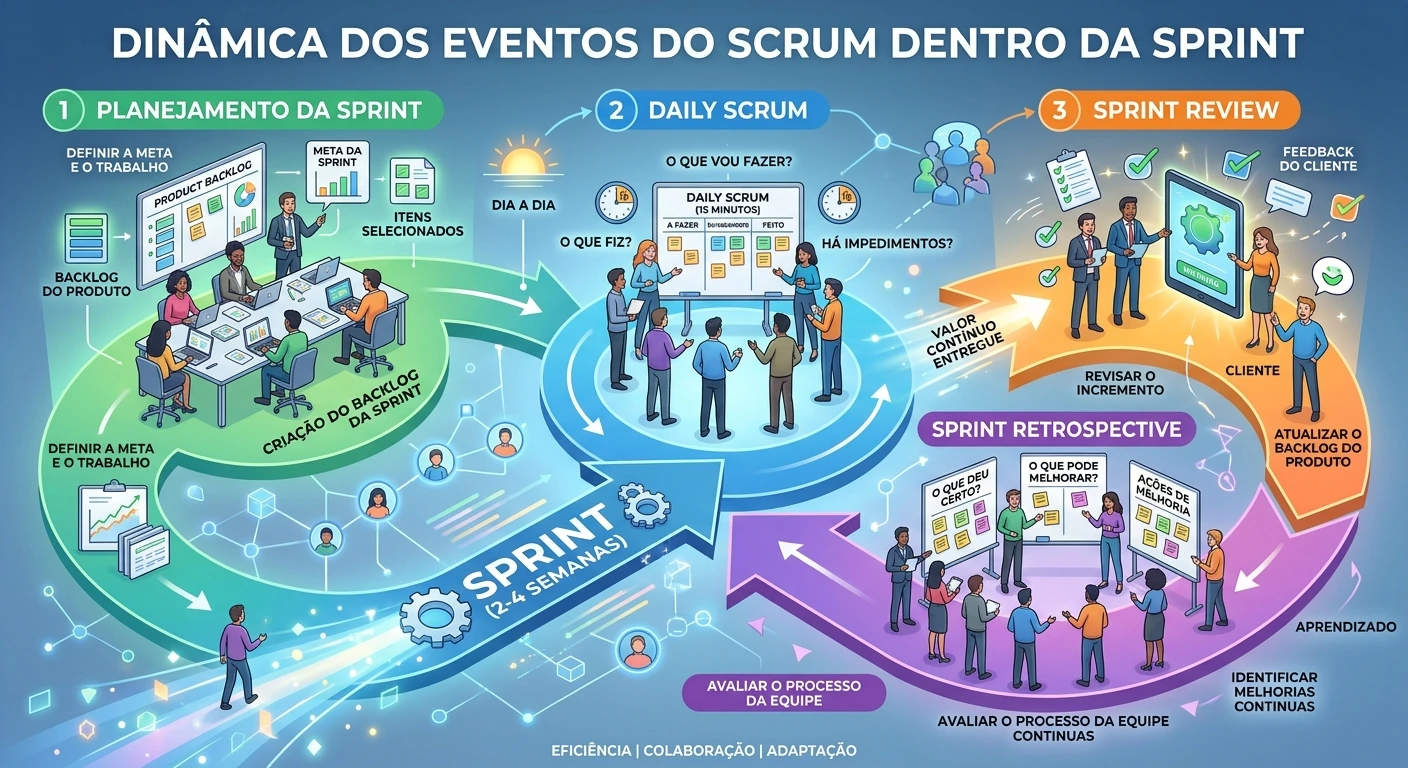 DINÂMICA DOS EVENTOS DO SCRUM DENTRO DA SPRINT
1 PLANEJAMENTO DA SPRINT
DEFINIR A META
E O TRABALHO
PRODUCT BACKLOG
META DA
SPRINT
ITENS
SELECIONADOS
BACKLOG
DO PRODUTO
CRIAÇÃO DO BACKLOG
DA SPRINT
DEFINIR A META
E O TRABALHO
DIA A DIA
2 DAILY SCRUM
O QUE VOU FAZER?
O QUE FIZ?
HÁ IMPEDIMENTOS?
DAILY SCRUM
(15 MINUTOS)
A FAZER
FEITO
SPRINT
(2-4 SEMANAS)
VALOR
CONTÍNUO
ENTREGUE
3 SPRINT REVIEW
FEEDBACK
DO CLIENTE
REVISAR O
INCREMENTO
CLIENTE
ATUALIZAR O
BACKLOG DO
PRODUTO
SPRINT RETROSPECTIVE
O QUE DEU
CERTO?
O QUE PODE
MELHORAR?
AÇÕES DE
MELHORIA
APRENDIZADO
IDENTIFICAR
MELHORIAS
CONTINUAS
AVALIAR O PROCESSO
DA EQUIPE
AVALIAR O PROCESSO DA EQUIPE
CONTINUAS
EFICIÊNCIA | COLABORAÇÃO | ADAPTAÇÃO